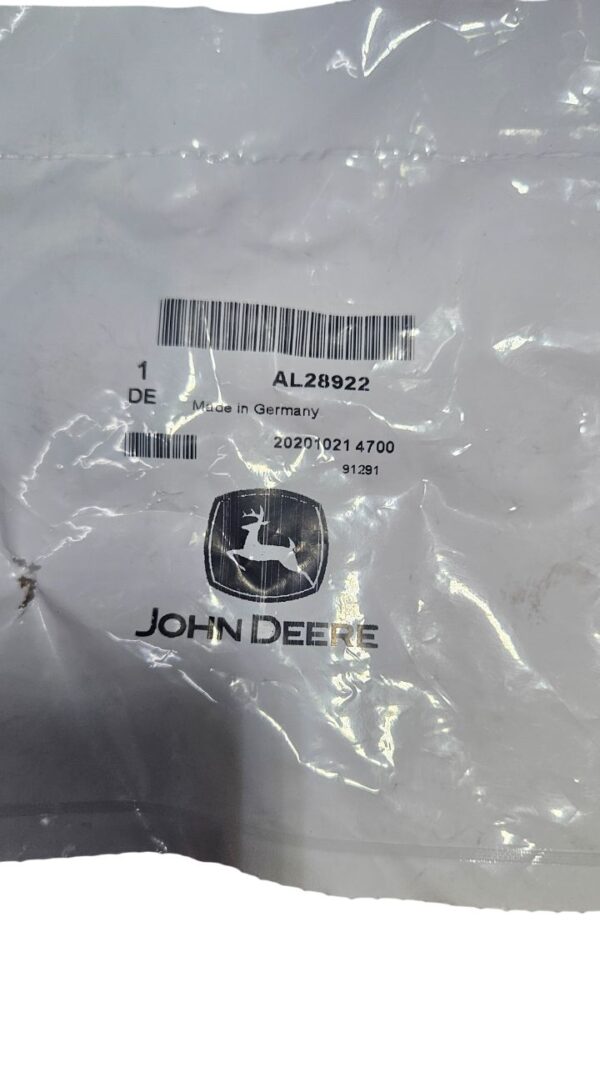 1 AL28922
DE Made in Germany
20201021 4700
91291
JOHN DEERE